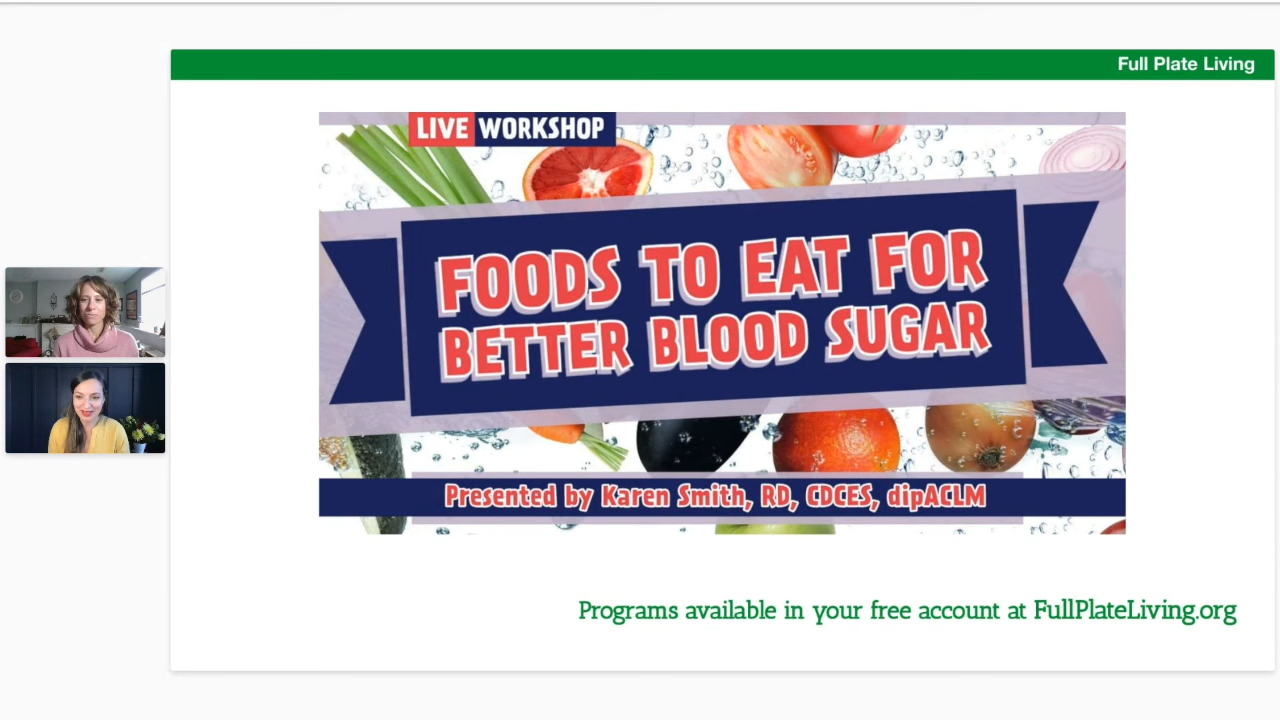 Full Plate Living
LIVE WORKSHOP
FOODS TO EAT FOR
BETTER BLOOD SUGAR
Presented by Karen Smith, RD, CDCES, dipACLM
Programs available in your free account at FullPlateLiving.org